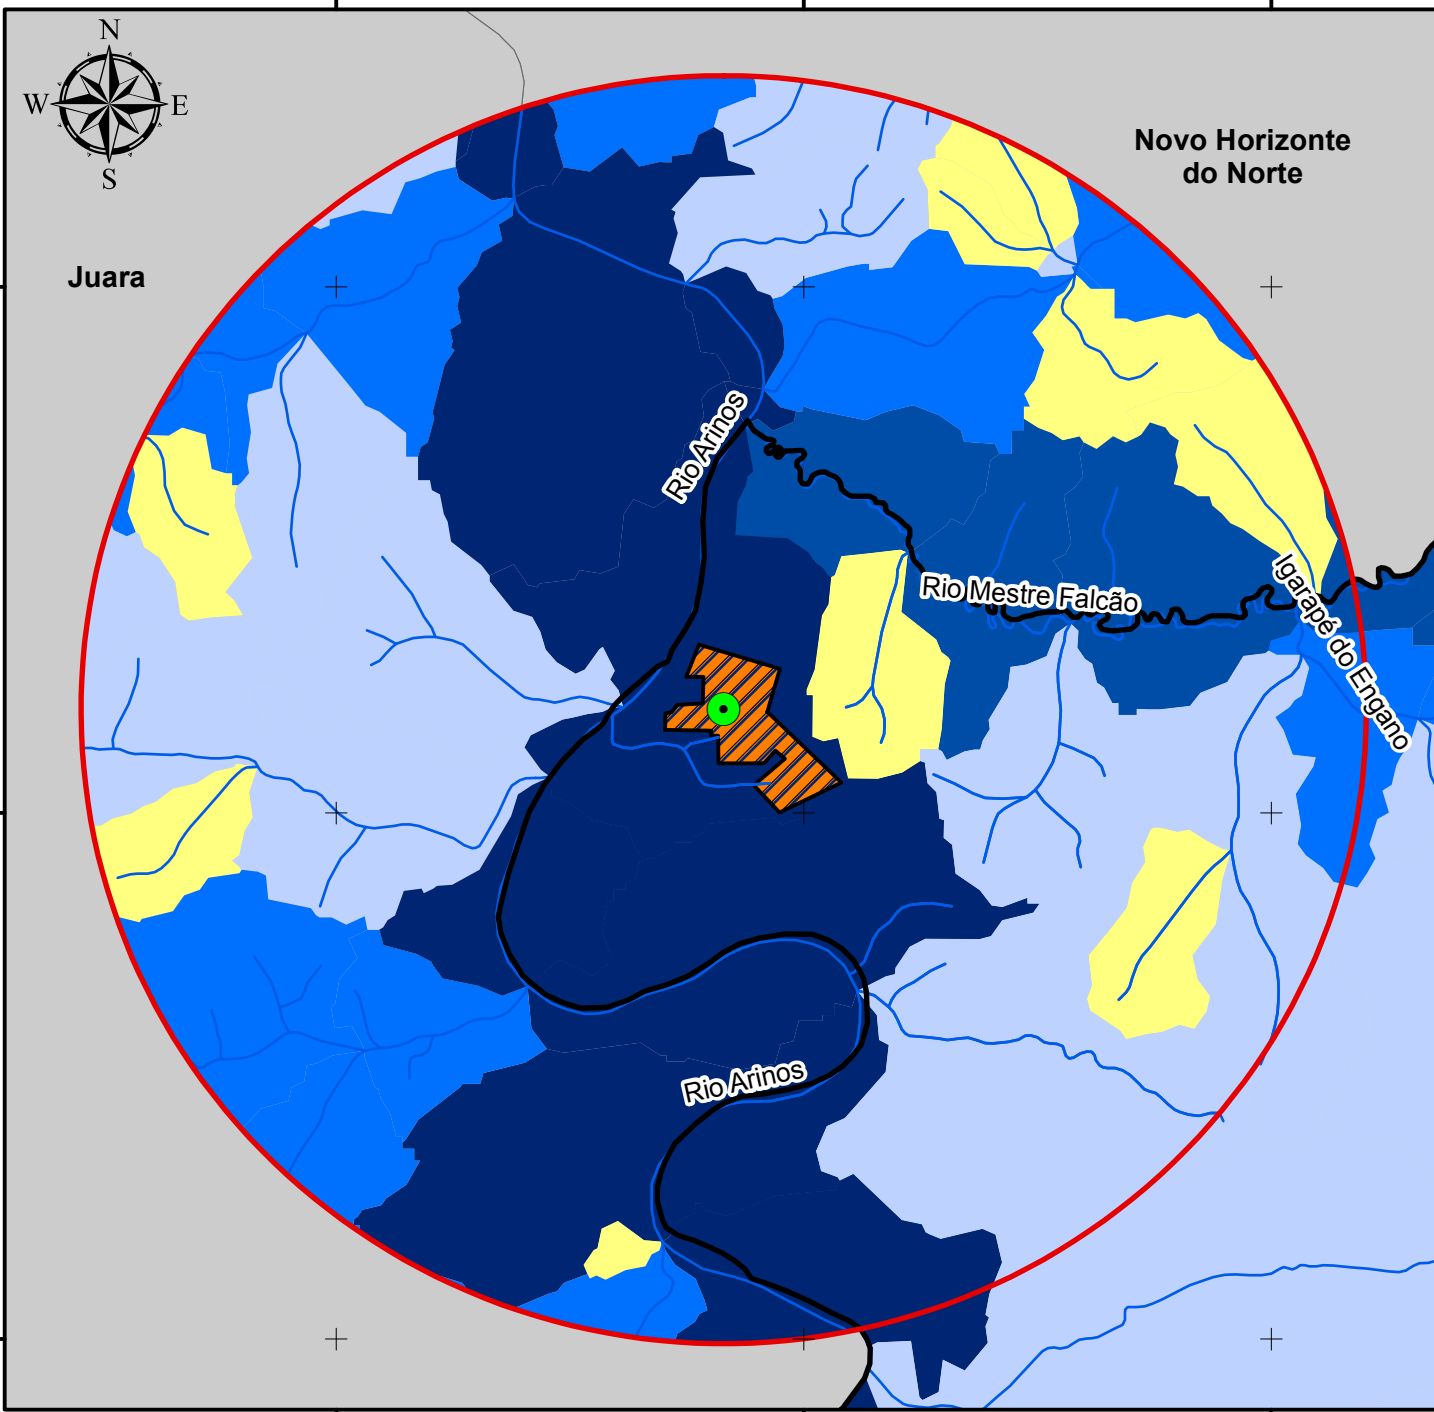 N
W E
S
Novo Horizonte
do Norte
Juara
Rio Arinos
Rio Mestre Falcão
Igarapé do Engano
Rio Arinos